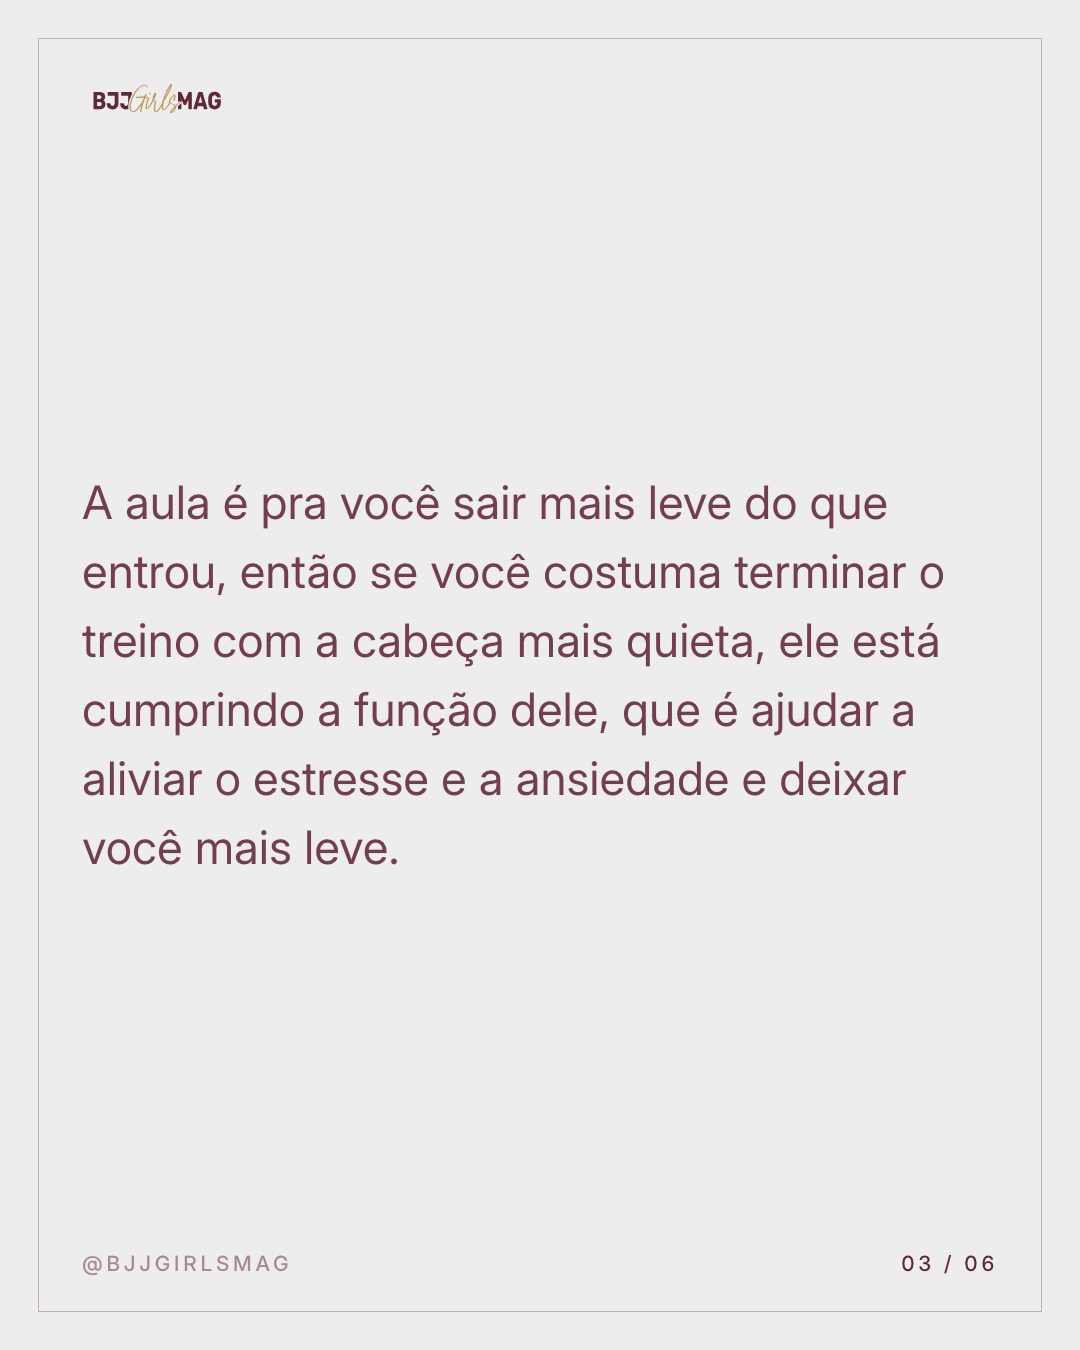 BJJGirlsMAG
A aula é pra você sair mais leve do que
entrou, então se você costuma terminar o
treino com a cabeça mais quieta, ele está
cumprindo a função dele, que é ajudar a
aliviar o estresse e a ansiedade e deixar
você mais leve.
@BJJGIRLSMAG
03 / 06